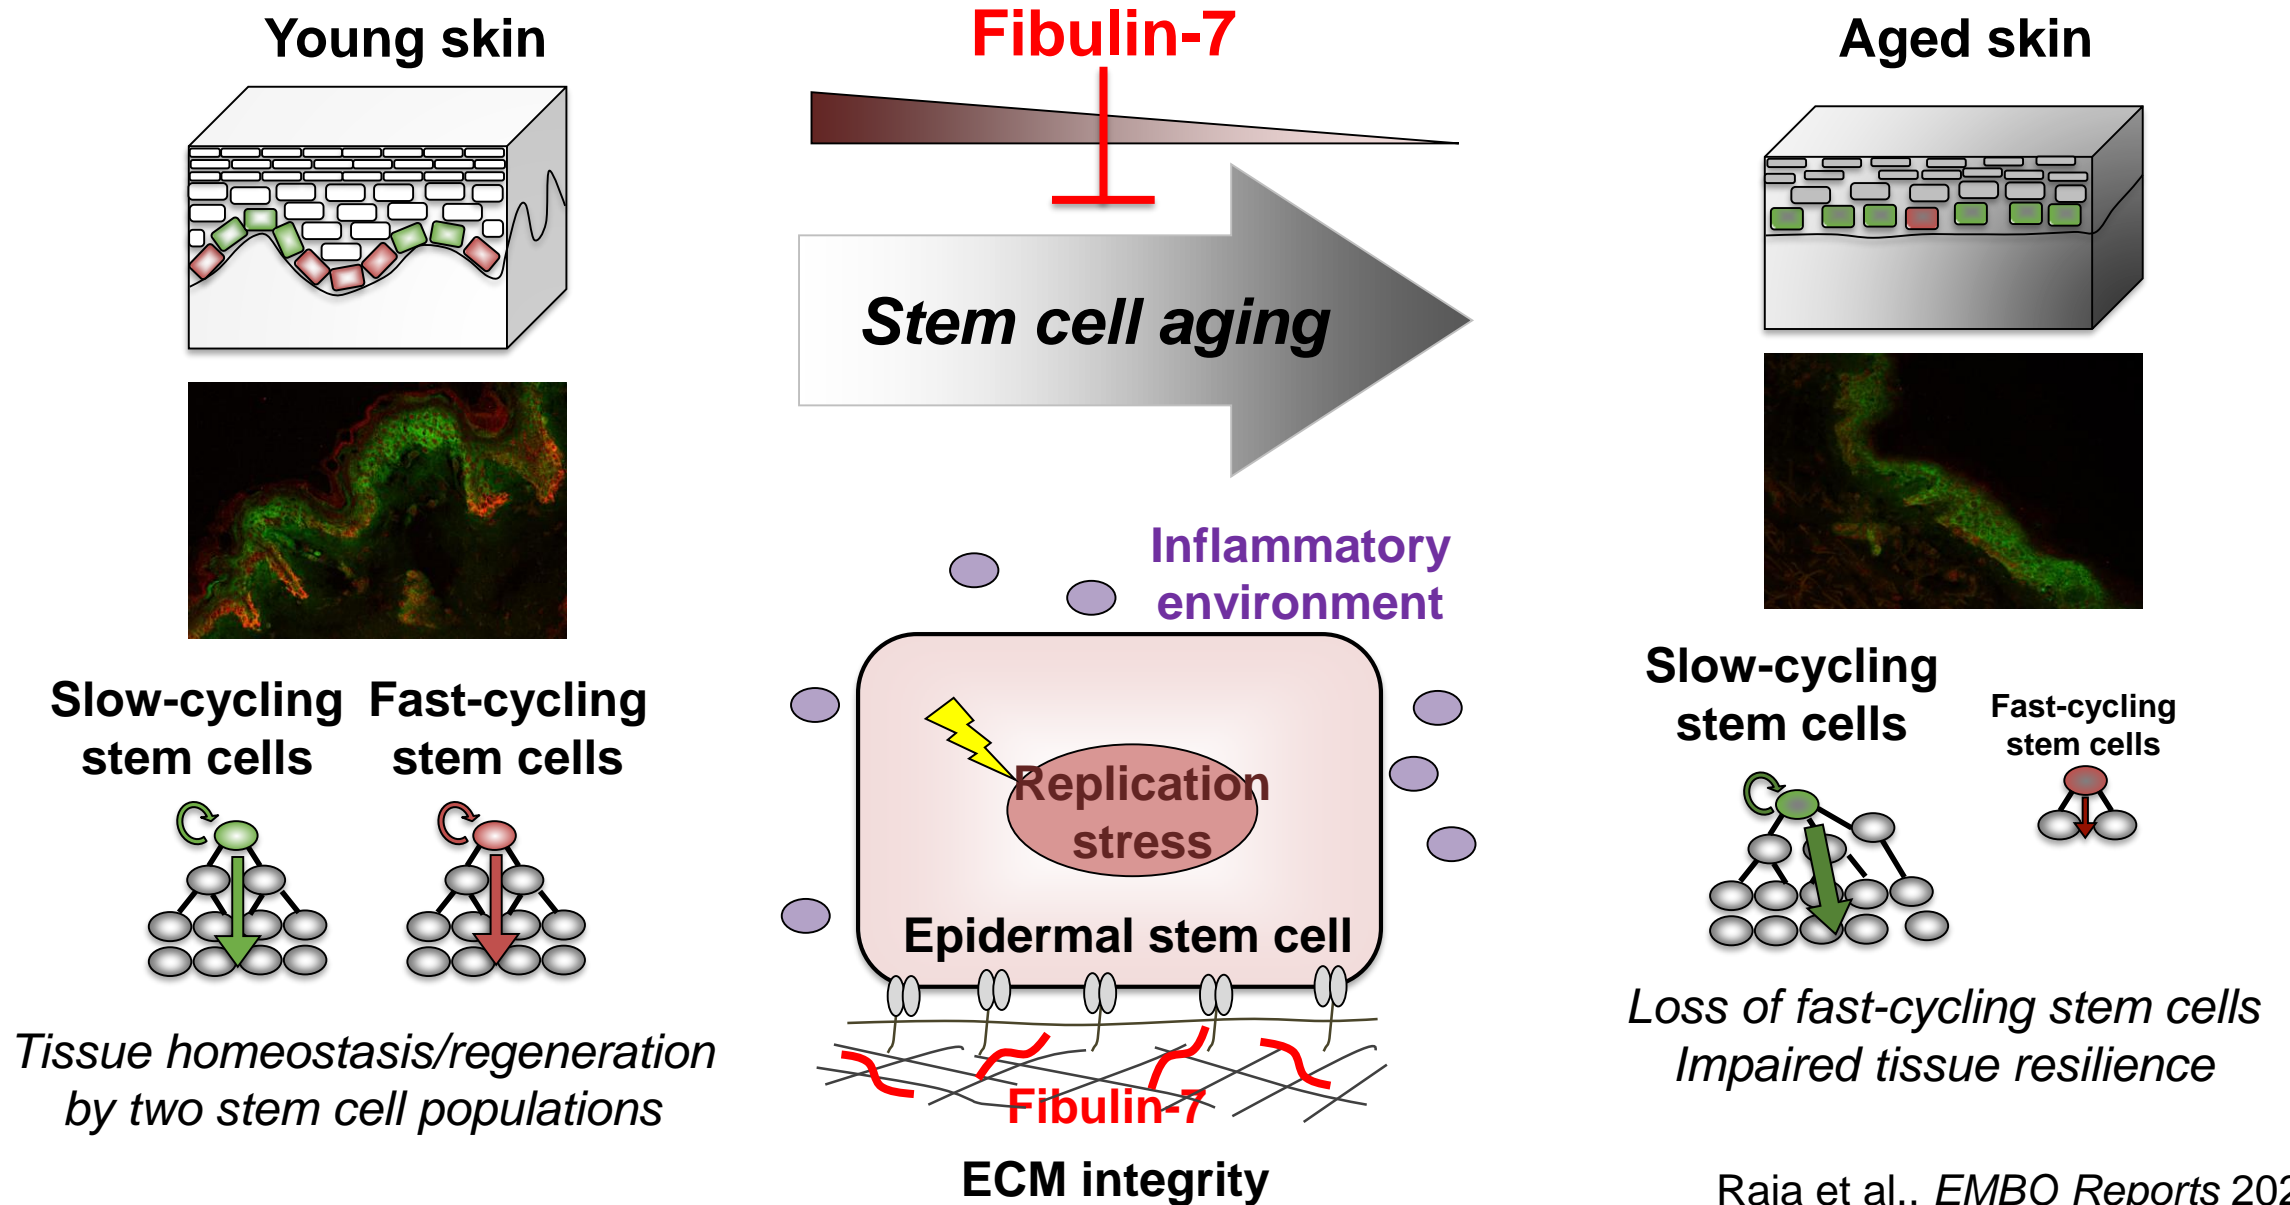 Young skin
Fibulin-7
Aged skin
Stem cell aging
Inflammatory
environment
Slow-cycling
stem cells
Fast-cycling
stem cells
Replication
stress
Epidermal stem cell
Slow-cycling
stem cells
Fast-cycling
stem cells
Tissue homeostasis/regeneration
by two stem cell populations
Fibulin-7
ECM integrity
Loss of fast-cycling stem cells
Impaired tissue resilience
Raja et al., EMBO Reports